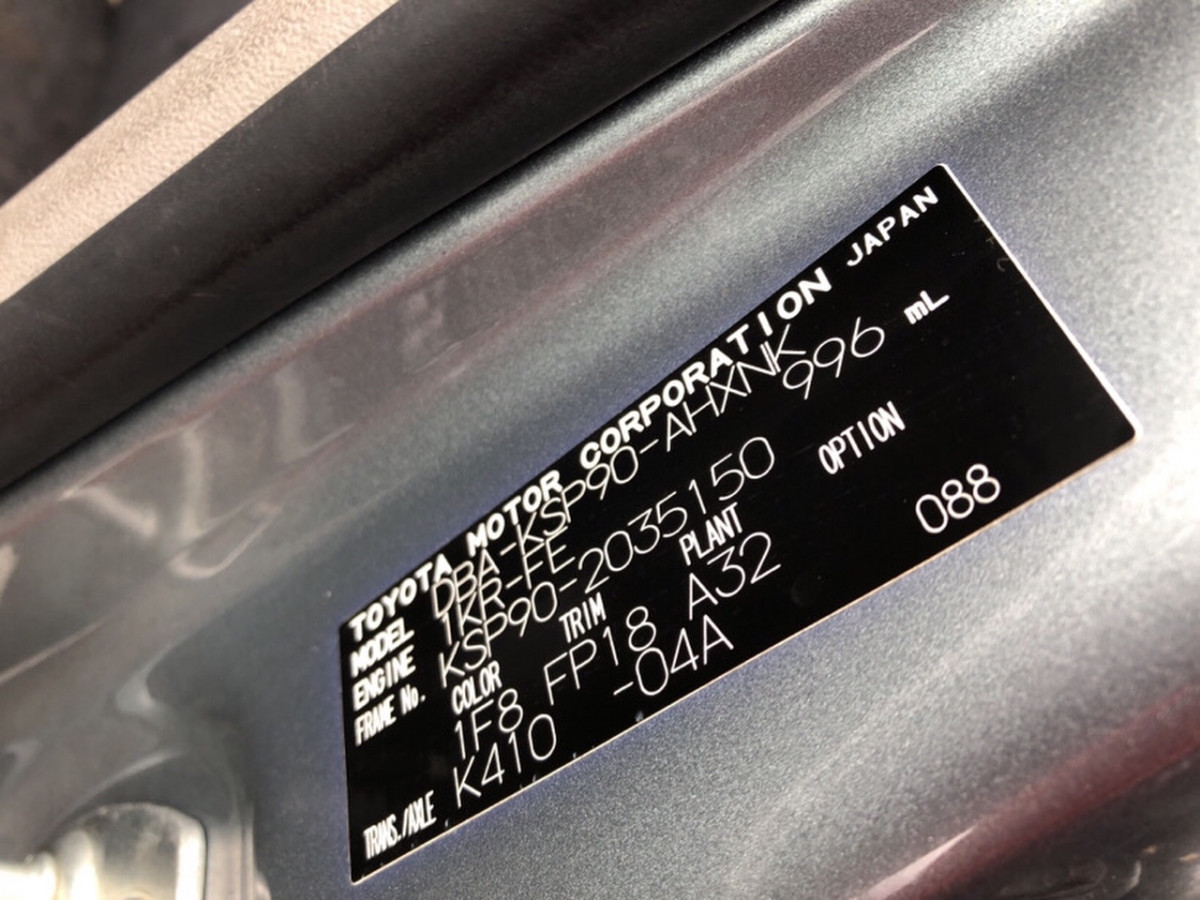 TOYOTA MOTOR CORPORATION JAPAN
MODEL DBA-KSP90-AHXNK
ENGINE 1KR-FE 996 mL
FRAME No. KSP90-2035150
COLOR TRIM PLANT OPTION
1F8 FP18 A32 088
TRANS./AXLE K410 -04A